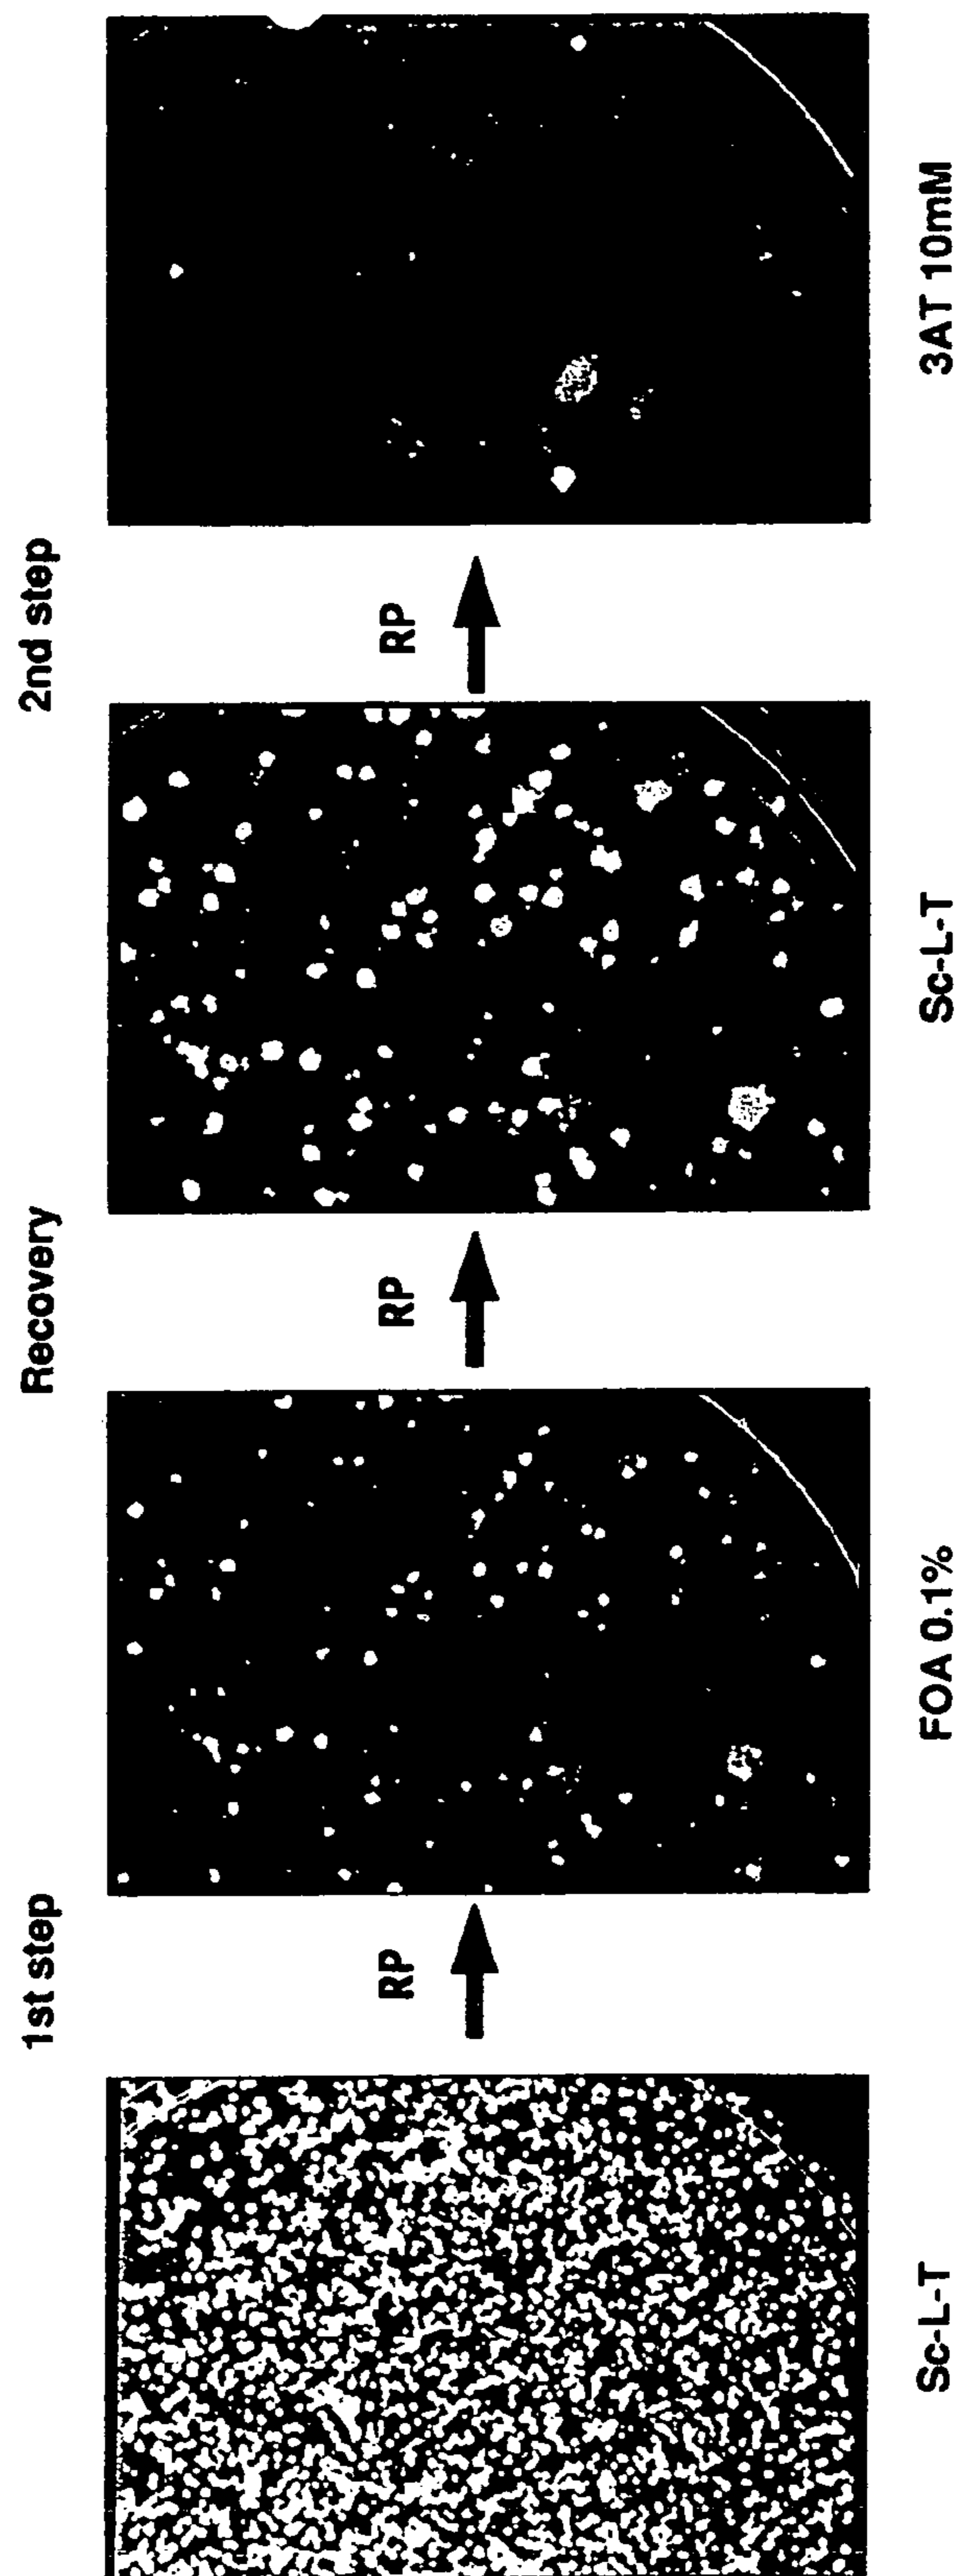 1st step
Recovery
2nd step
RP
RP
RP
Sc-L-T
FOA 0.1%
Sc-L-T
3AT 10mM